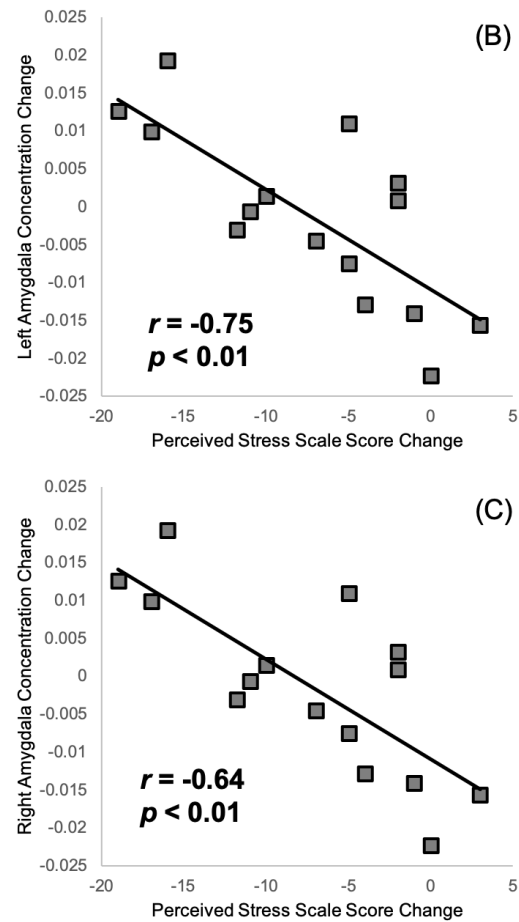 (B)
Left Amygdala Concentration Change
0.025
0.02
0.015
0.01
0.005
0
-0.005
-0.01
-0.015
-0.02
-0.025
r = -0.75
p < 0.01
-20 -15 -10 -5 0 5
Perceived Stress Scale Score Change
(C)
Right Amygdala Concentration Change
0.025
0.02
0.015
0.01
0.005
0
-0.005
-0.01
-0.015
-0.02
-0.025
r = -0.64
p < 0.01
-20 -15 -10 -5 0 5
Perceived Stress Scale Score Change